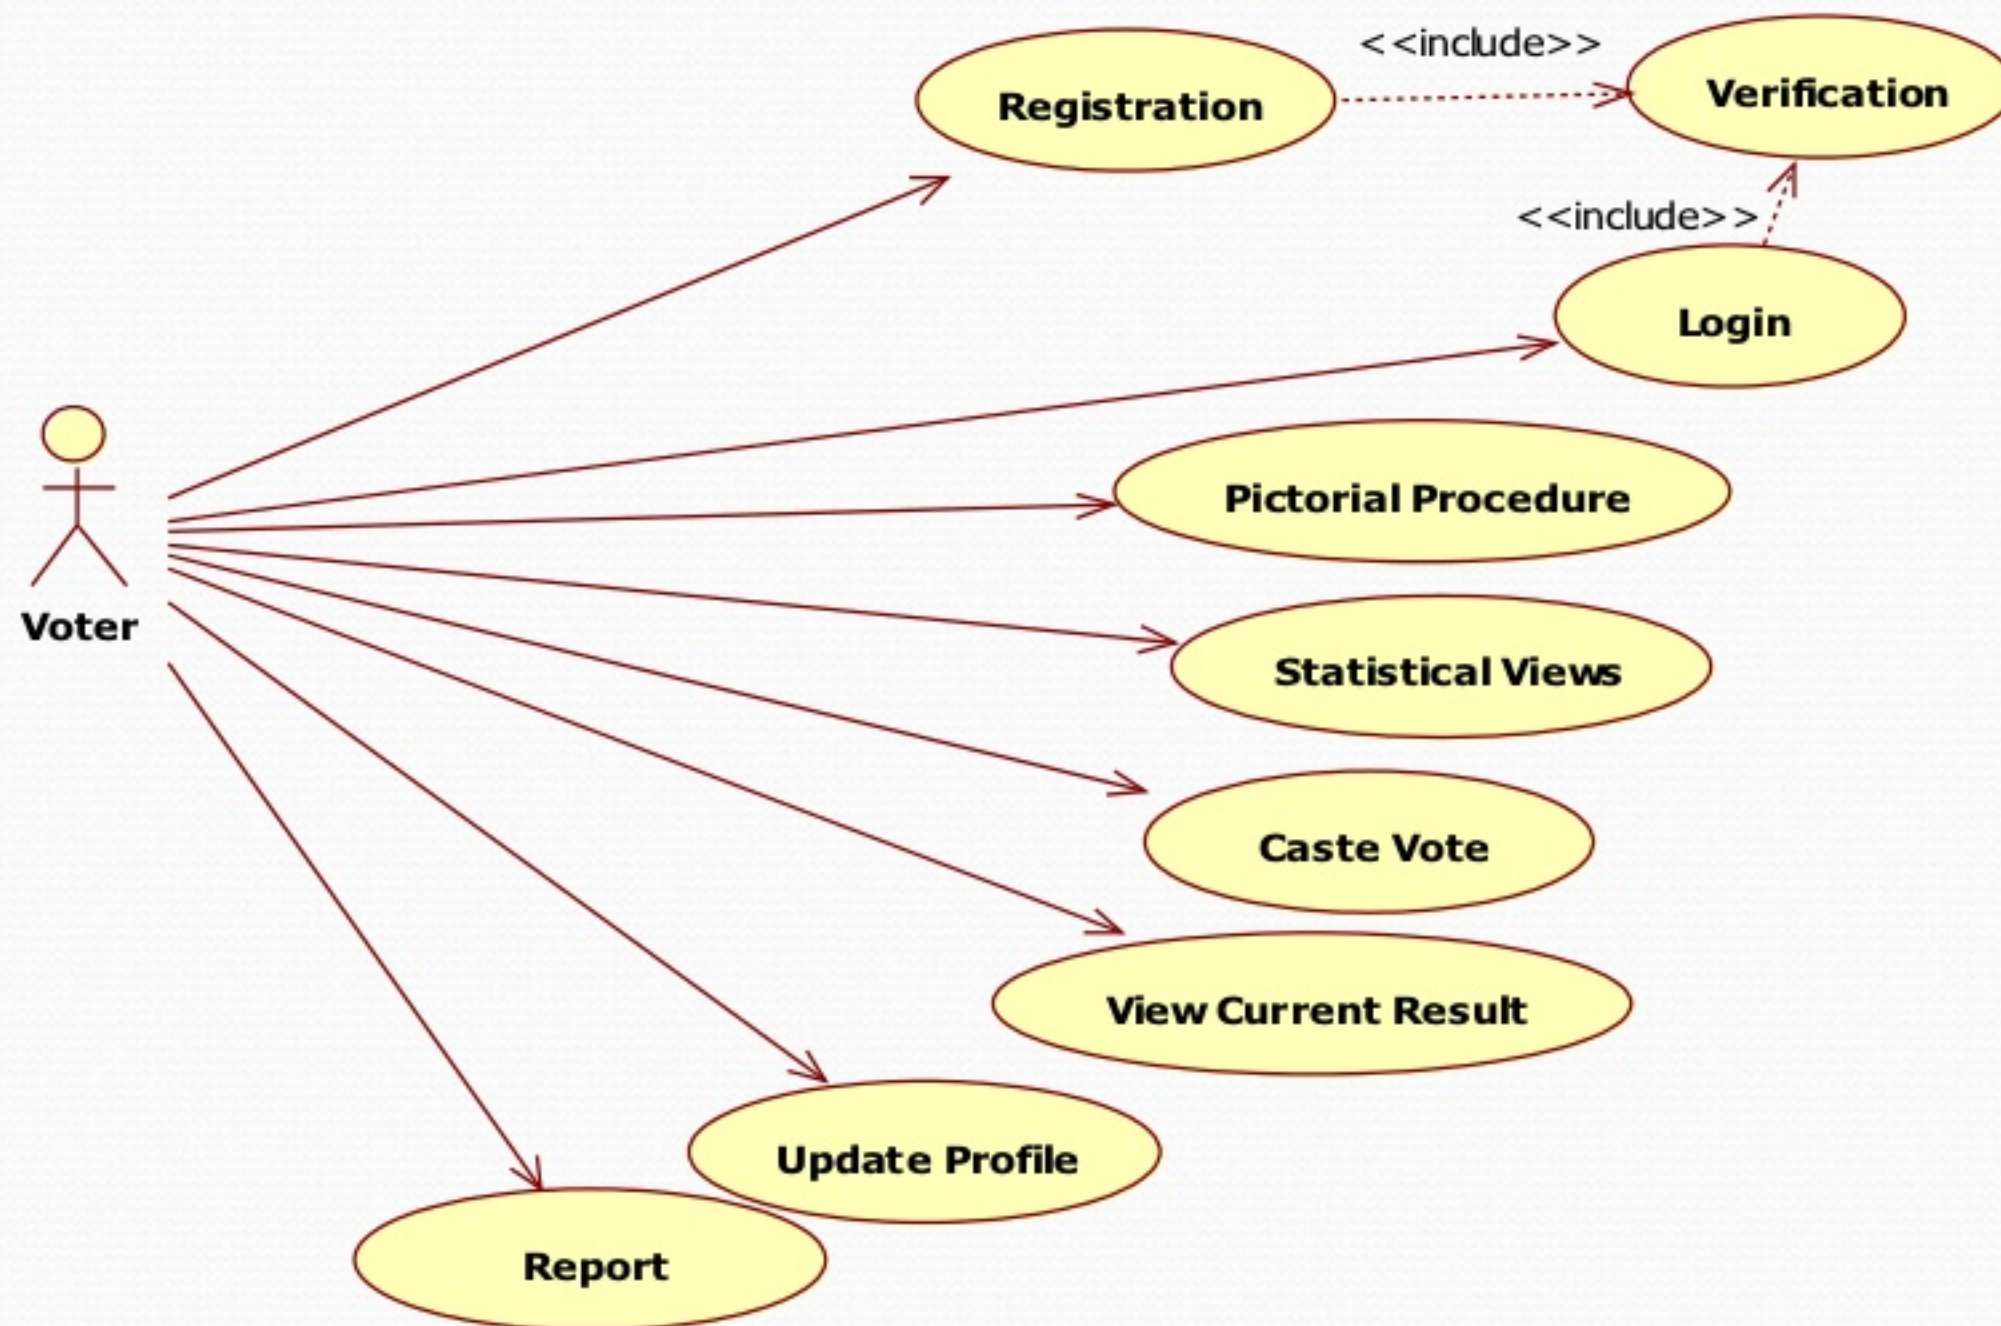 <<include>>
Registration
Verification
<<include>>
Login
Pictorial Procedure
Voter
Statistical Views
Caste Vote
View Current Result
Update Profile
Report